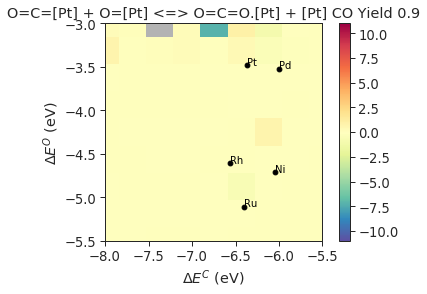 O=C=[Pt] + O=[Pt] <=> O=C=O.[Pt] + [Pt] CO Yield 0.9
−3.0
−3.5
−4.0
−4.5
−5.0
−5.5
ΔE^O (eV)
Pt
Pd
Rh
Ni
Ru
−8.0 −7.5 −7.0 −6.5 −6.0 −5.5
ΔE^C (eV)
10.0
7.5
5.0
2.5
0.0
−2.5
−5.0
−7.5
−10.0